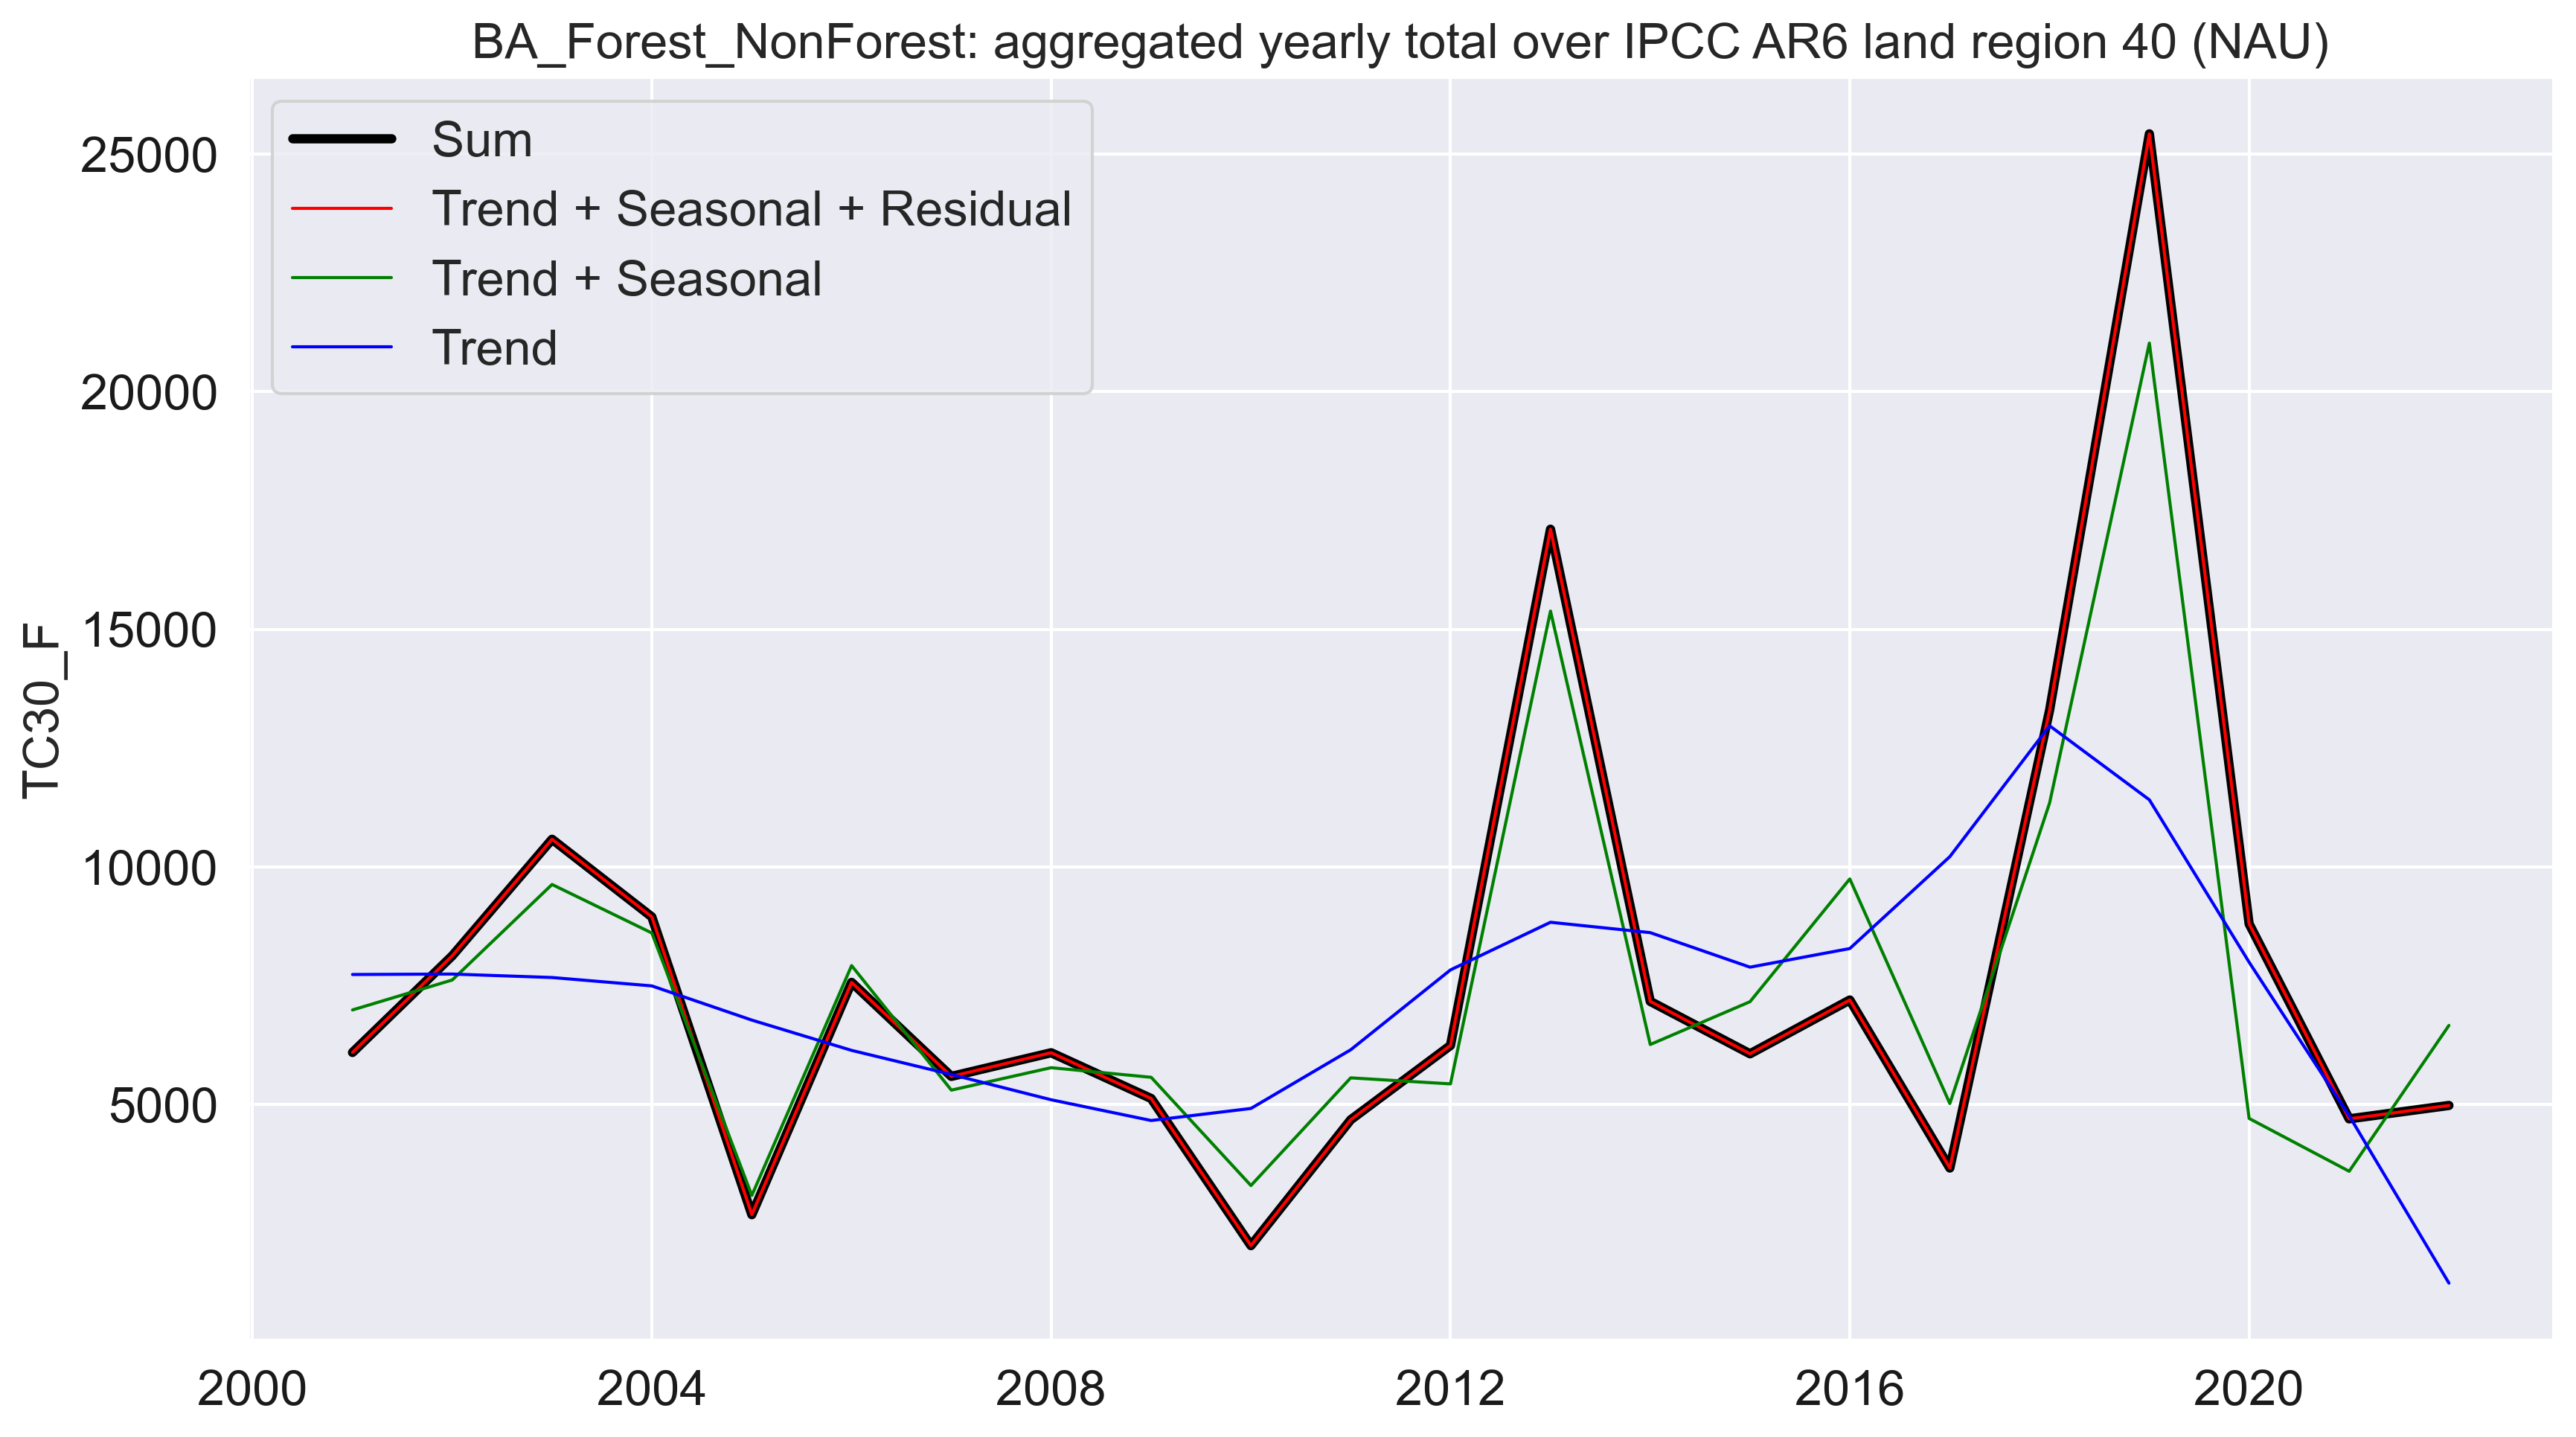 BA_Forest_NonForest: aggregated yearly total over IPCC AR6 land region 40 (NAU)
Sum
Trend + Seasonal + Residual
Trend + Seasonal
Trend
25000
20000
15000
10000
5000
TC30_F
2000 2004 2008 2012 2016 2020